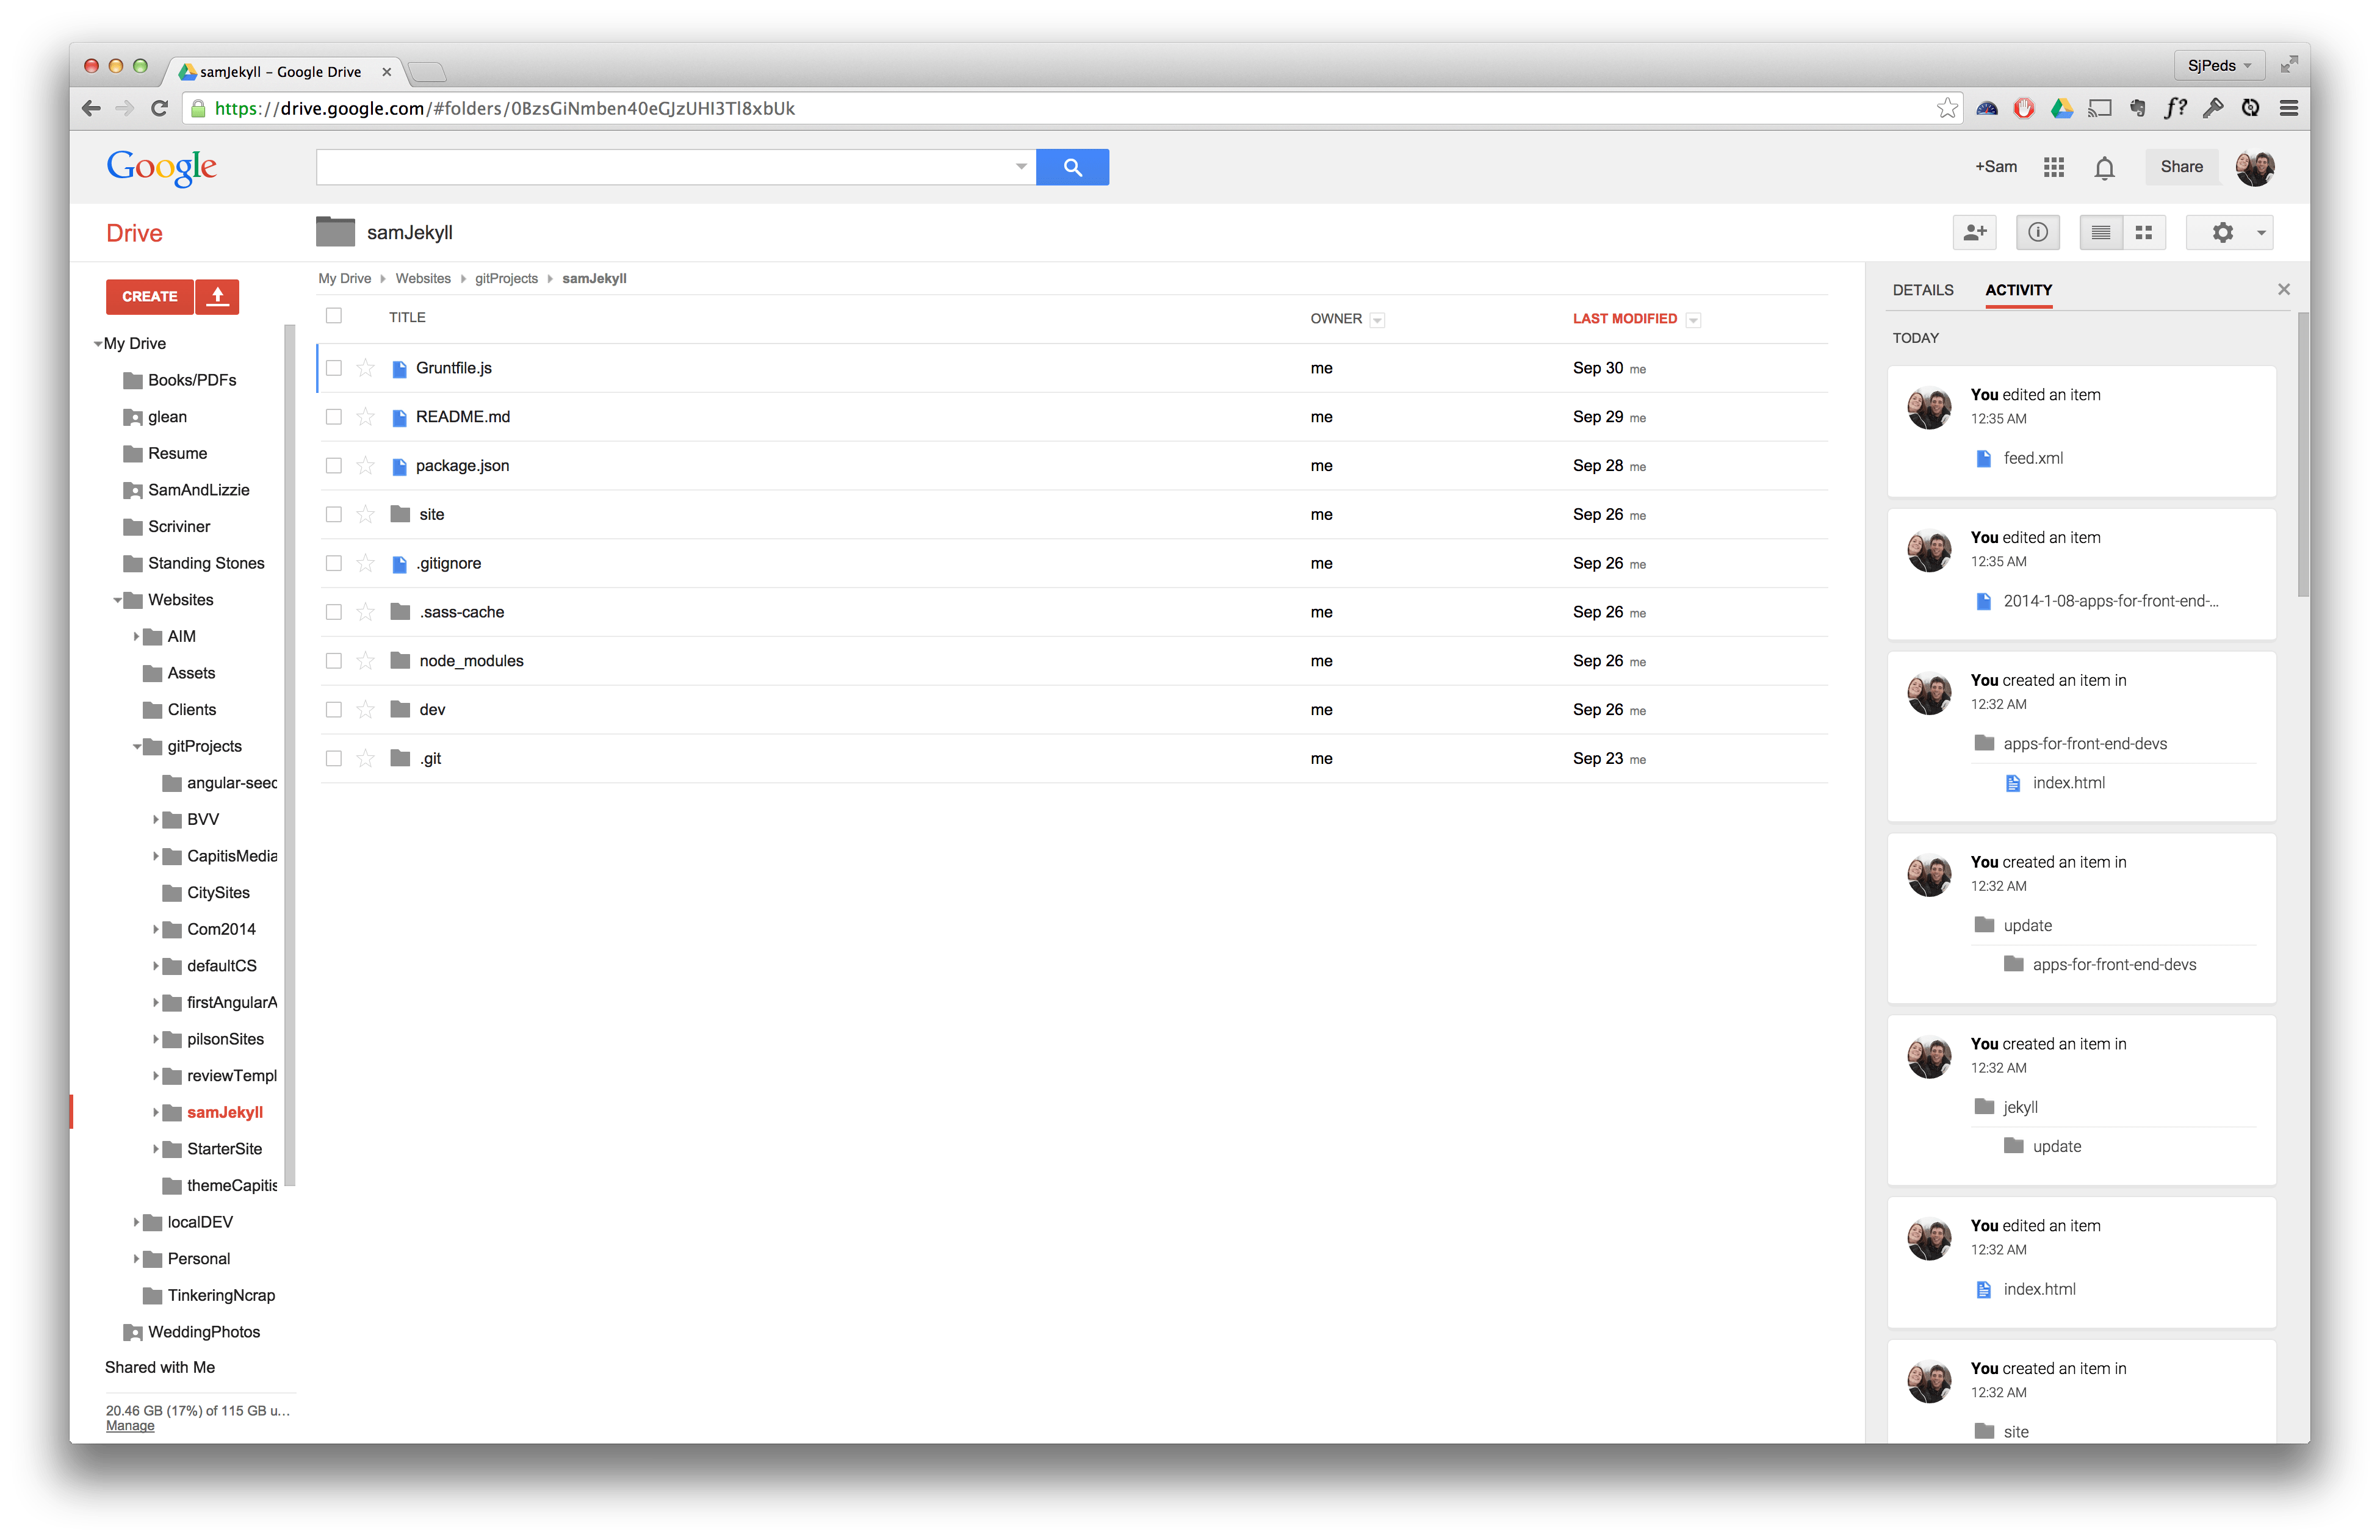 samJekyll – Google Drive
SjPeds
https://drive.google.com/#folders/0BzsGiNmben40eGJzUHI3Tl8xbUk
f?
Google
+Sam
Share
Drive
samJekyll
CREATE
My Drive
Books/PDFs
glean
Resume
SamAndLizzie
Scriviner
Standing Stones
Websites
AIM
Assets
Clients
gitProjects
angular-seed
BVV
CapitisMedia
CitySites
Com2014
defaultCS
firstAngularA
pilsonSites
reviewTempl
samJekyll
StarterSite
themeCapitis
localDEV
Personal
TinkeringNcrap
WeddingPhotos
Shared with Me
20.46 GB (17%) of 115 GB u...
Manage
My Drive Websites gitProjects samJekyll
TITLE OWNER LAST MODIFIED
Gruntfile.js me Sep 30 me
README.md me Sep 29 me
package.json me Sep 28 me
site me Sep 26 me
.gitignore me Sep 26 me
.sass-cache me Sep 26 me
node_modules me Sep 26 me
dev me Sep 26 me
.git me Sep 23 me
DETAILS ACTIVITY
TODAY
You edited an item
12:35 AM
feed.xml
You edited an item
12:35 AM
2014-1-08-apps-for-front-end-...
You created an item in
12:32 AM
apps-for-front-end-devs
index.html
You created an item in
12:32 AM
update
apps-for-front-end-devs
You created an item in
12:32 AM
jekyll
update
You edited an item
12:32 AM
index.html
You created an item in
12:32 AM
site